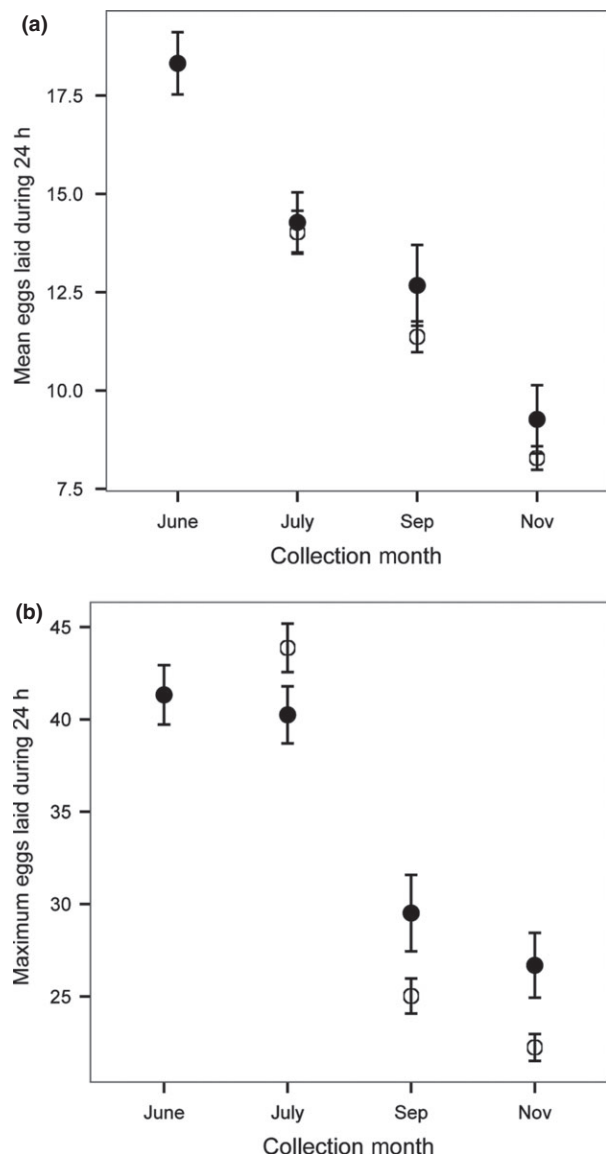 (a)
Mean eggs laid during 24 h
17.5
15.0
12.5
10.0
7.5
June July Sep Nov
Collection month
(b)
Maximum eggs laid during 24 h
45
40
35
30
25
June July Sep Nov
Collection month